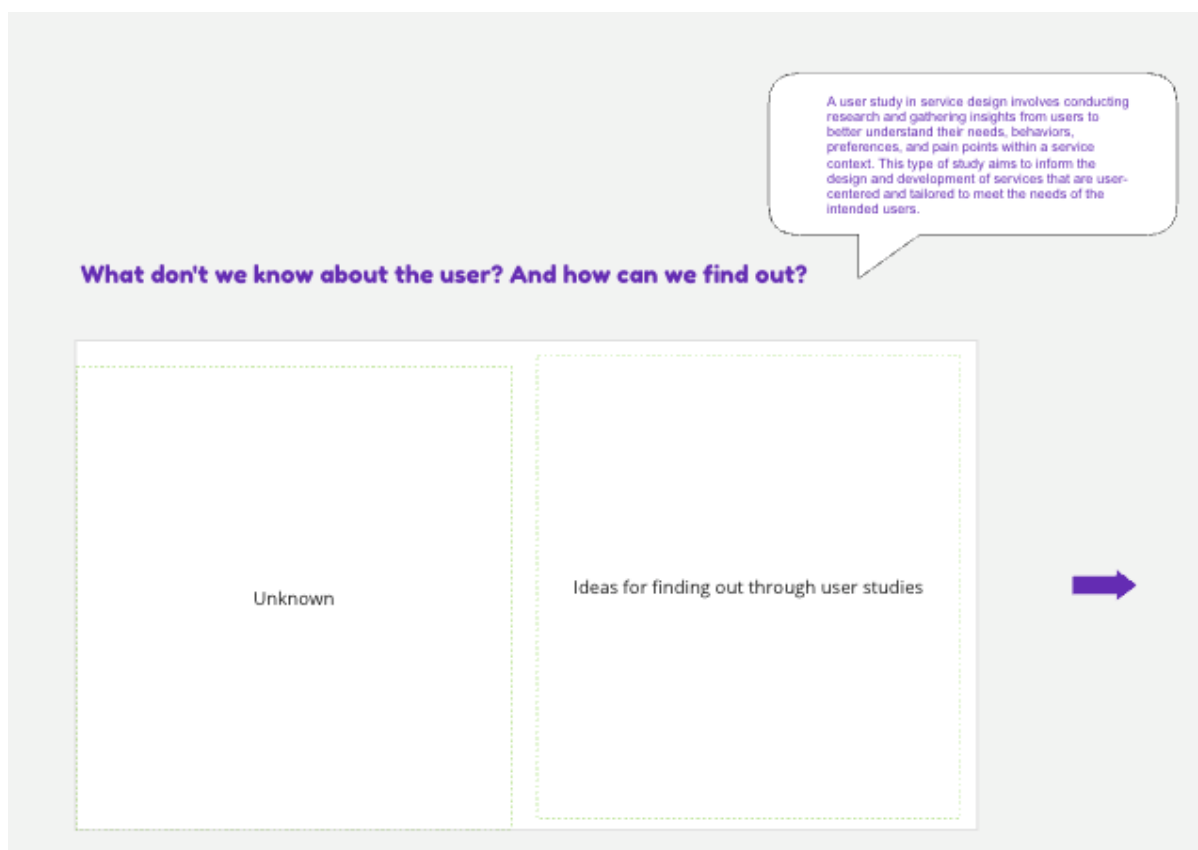 A user study in service design involves conducting
research and gathering insights from users to
better understand their needs, behaviors,
preferences, and pain points within a service
context. This type of study aims to inform the
design and development of services that are user-
centered and tailored to meet the needs of the
intended users.
What don't we know about the user? And how can we find out?
Unknown
Ideas for finding out through user studies